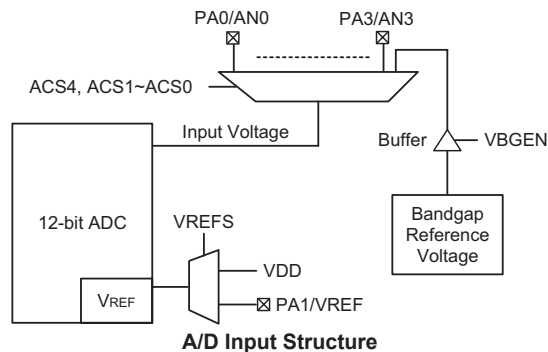 PA0/AN0
PA3/AN3
ACS4, ACS1~ACS0
Input Voltage
Buffer
VBGEN
12-bit ADC
Bandgap
Reference
Voltage
VREFS
VDD
VREF
PA1/VREF
A/D Input Structure